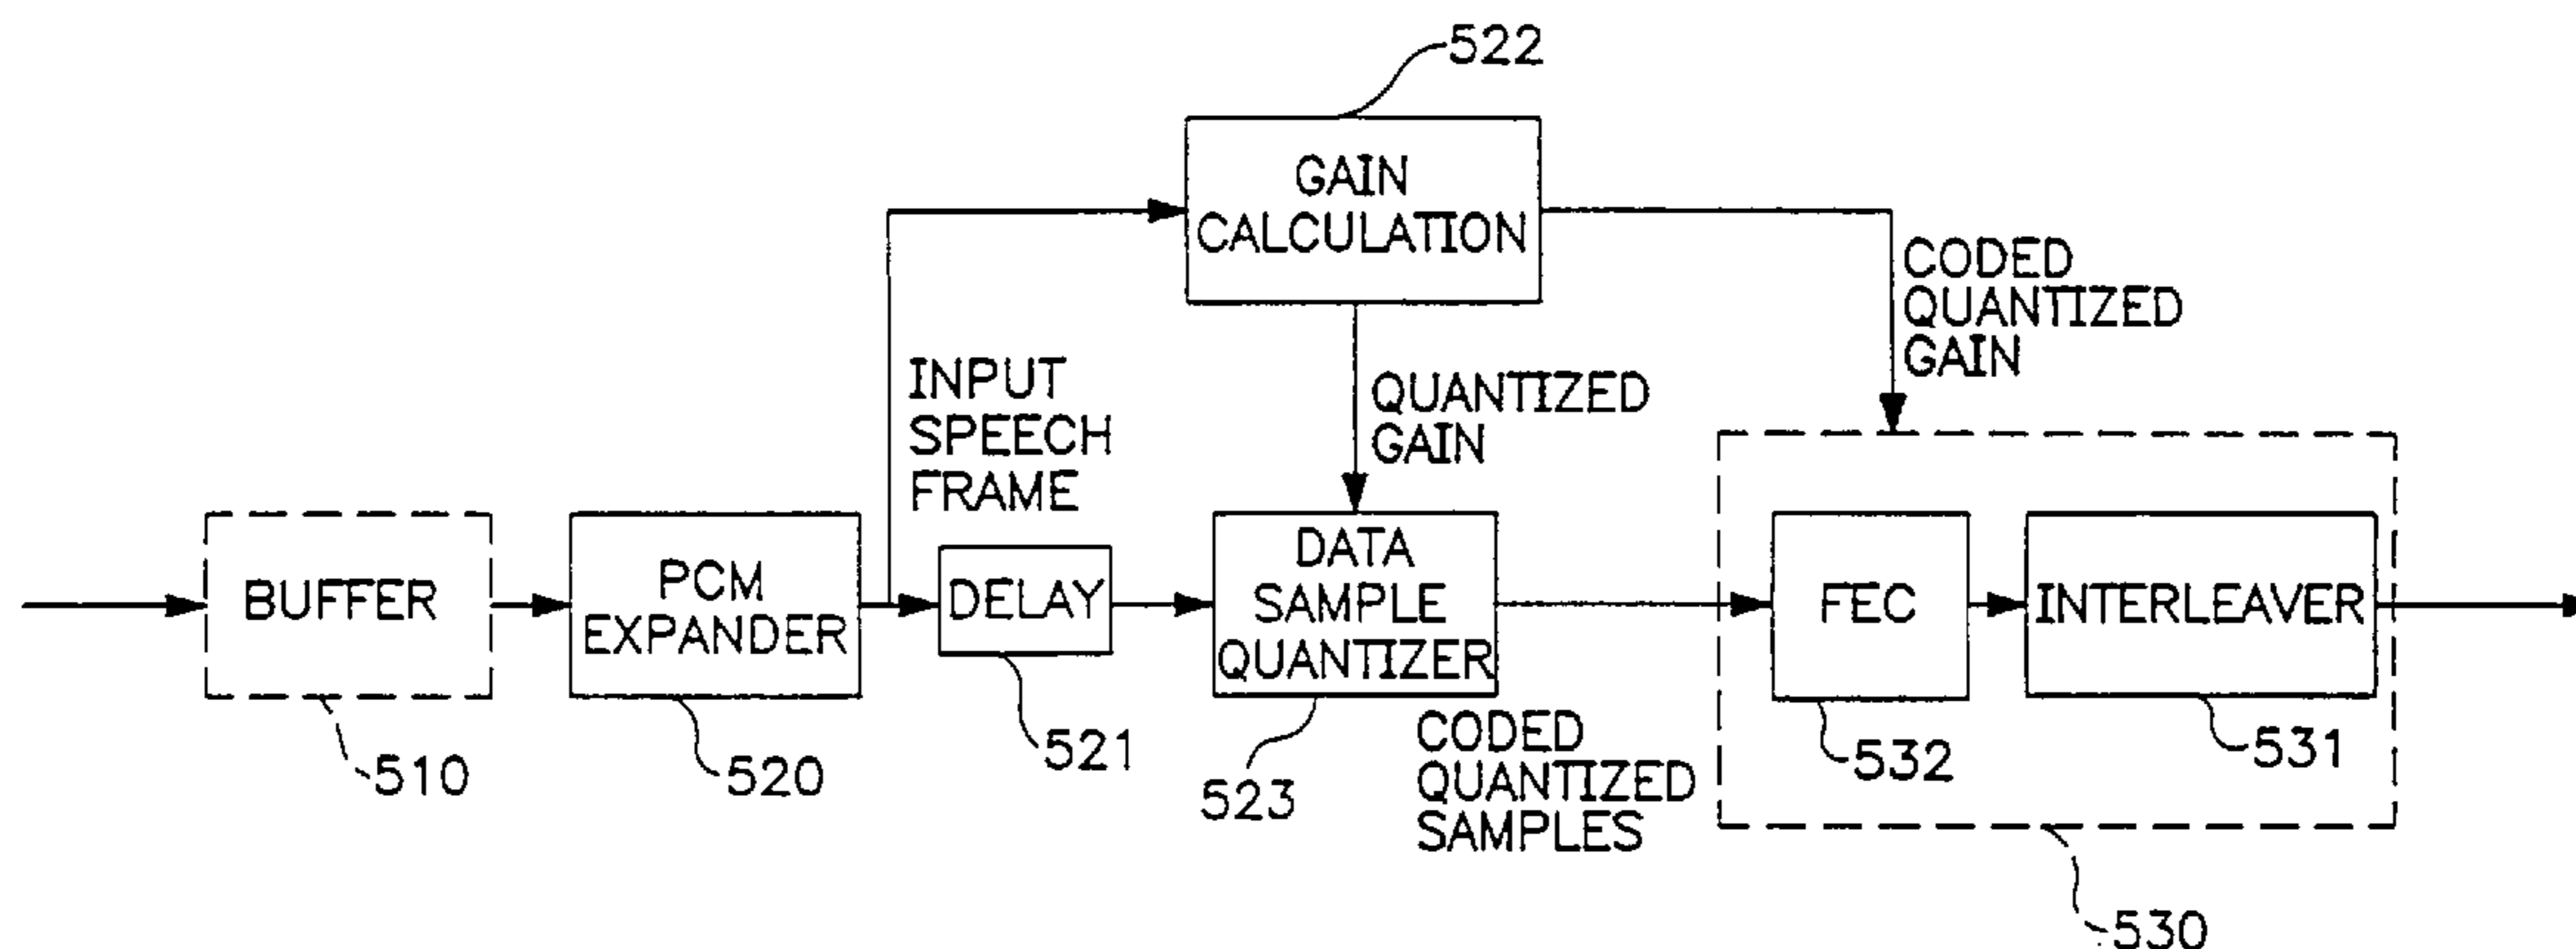 522
GAIN
CALCULATION
CODED
QUANTIZED
GAIN
INPUT
SPEECH
FRAME
QUANTIZED
GAIN
BUFFER
PCM
EXPANDER
DELAY
DATA
SAMPLE
QUANTIZER
FEC
INTERLEAVER
510
520
521
523
CODED
QUANTIZED
SAMPLES
532
531
530